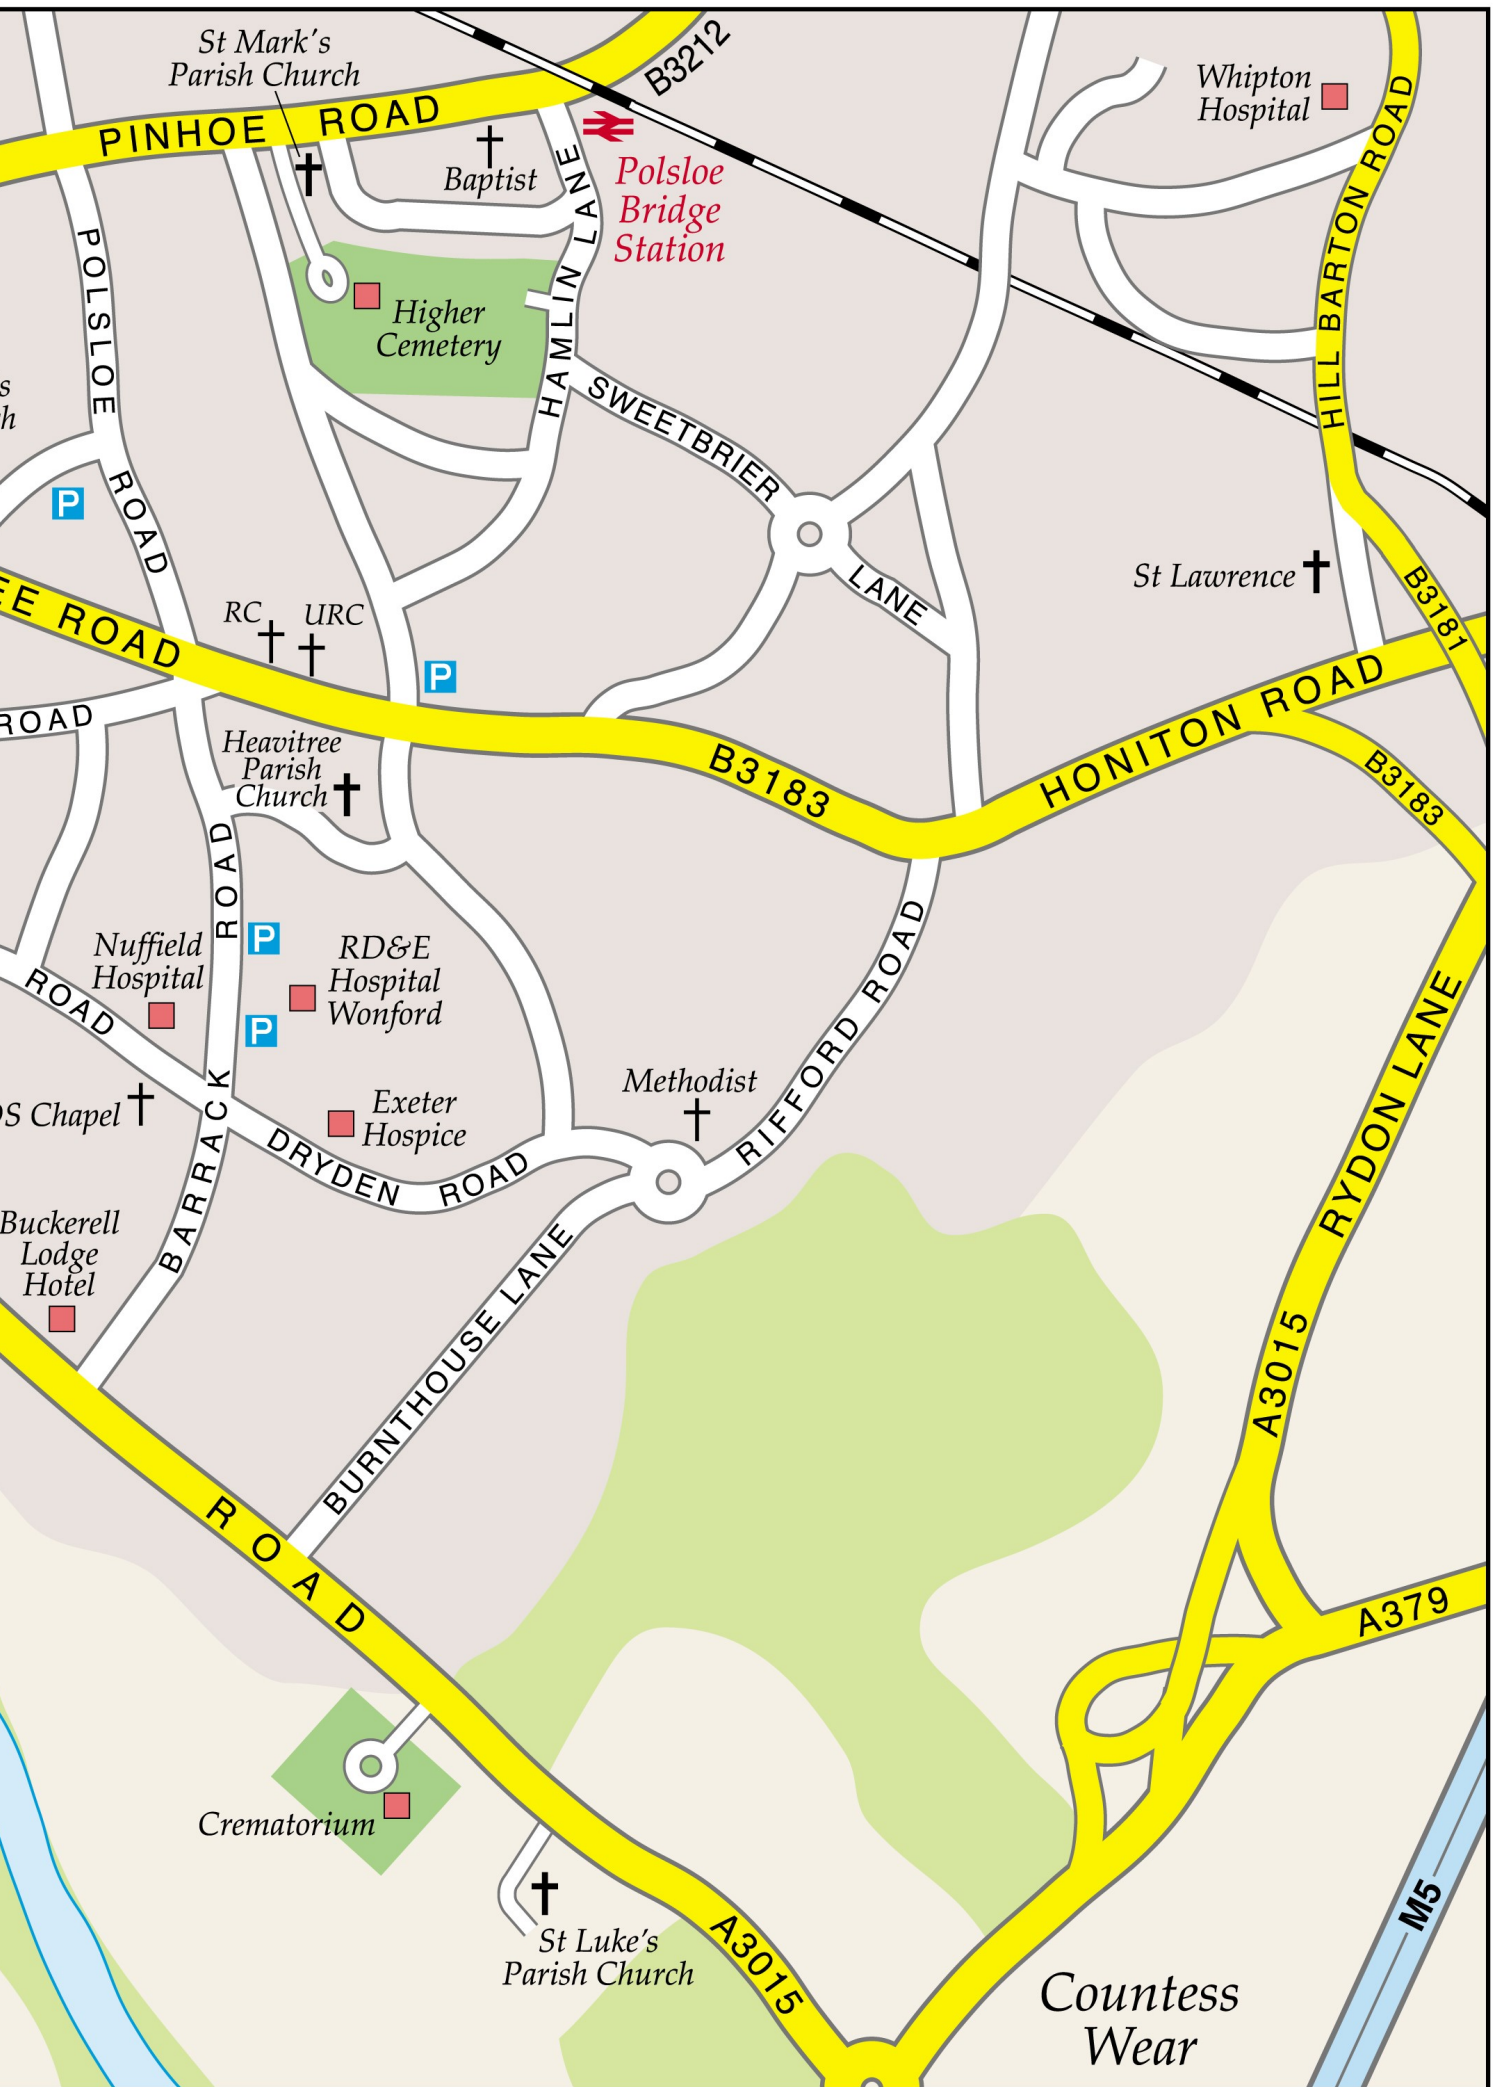 St Mark's
Parish Church
B3212
Whipton
Hospital
PINHOE ROAD
Baptist
Polsloe
Bridge
Station
HAMLIN LANE
HILL BARTON ROAD
POLSLOE ROAD
Higher
Cemetery
s
h
SWEETBRIER LANE
P
St Lawrence
B3181
EE ROAD
RC
URC
P
ROAD
Heavitree
Parish
Church
B3183
HONITON ROAD
B3183
BARRACK ROAD
Nuffield
Hospital
P
RD&E
Hospital
Wonford
P
ROAD
RIFFORD ROAD
RYDON LANE
S Chapel
Exeter
Hospice
Methodist
DRYDEN ROAD
Buckerell
Lodge
Hotel
BURNTHOUSE LANE
A3015
ROAD
A379
Crematorium
St Luke's
Parish Church
A3015
M5
Countess
Wear